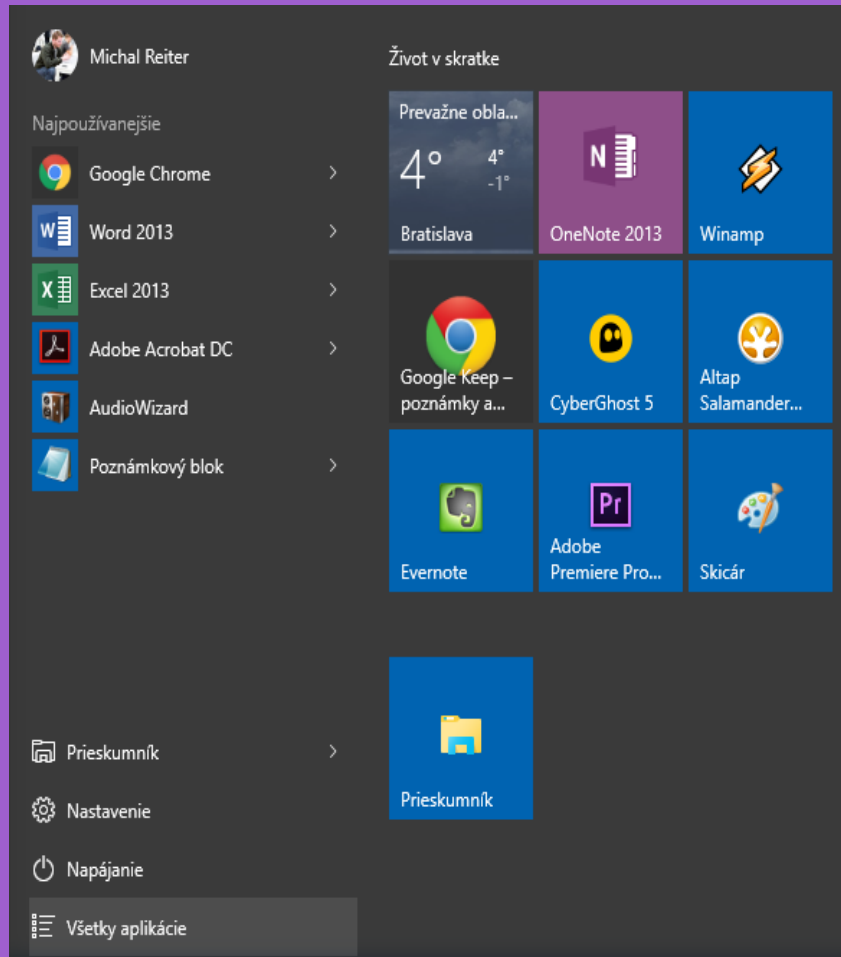 Michal Reiter
Najpoužívanejšie
Google Chrome
Word 2013
Excel 2013
Adobe Acrobat DC
AudioWizard
Poznámkový blok
Prieskumník
Nastavenie
Napájanie
Všetky aplikácie
Život v skratke
Prevažne obla...
4°
4°
-1°
Bratislava
N
OneNote 2013
Winamp
Google Keep –
poznámky a...
CyberGhost 5
Altap
Salamander...
Evernote
Pr
Adobe
Premiere Pro...
Skicár
Prieskumník